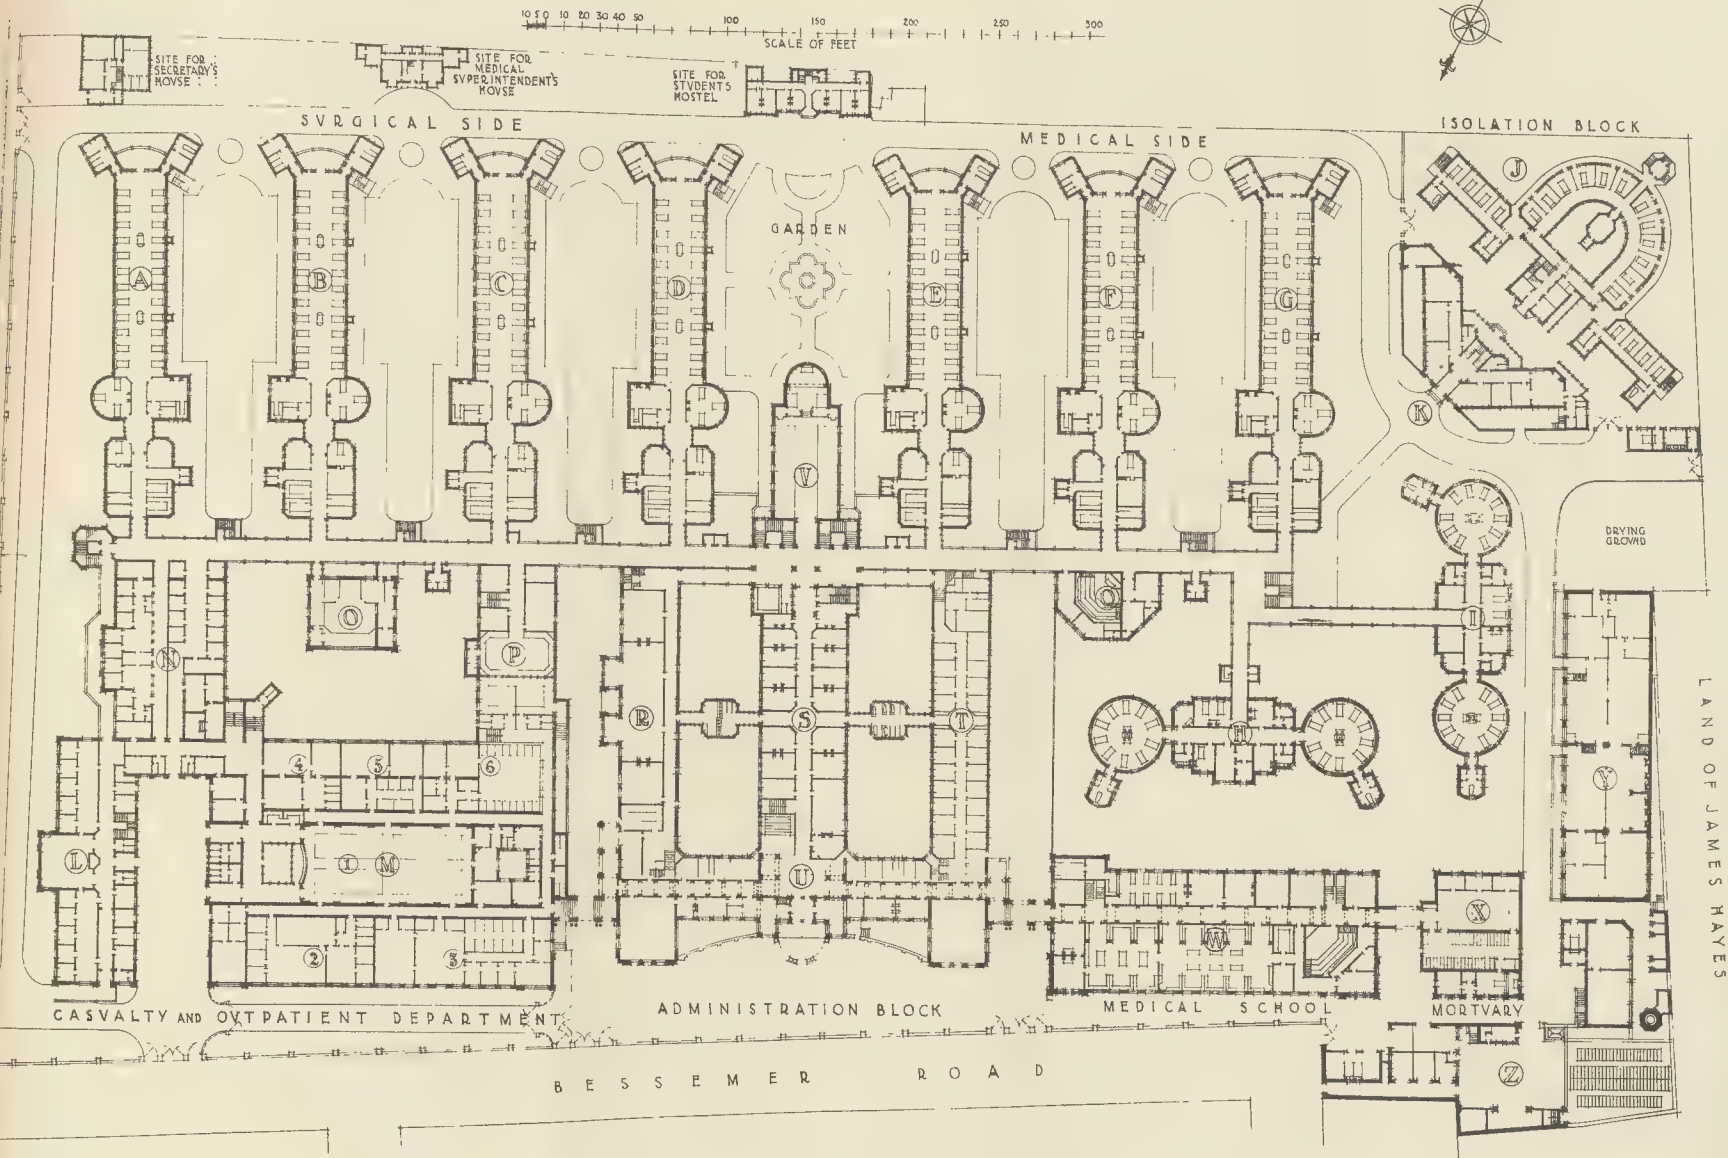 10 5 0 10 20 30 40 50 100 150 200 250 300
SCALE OF FEET
SITE FOR
SECRETARY'S
HOVSE
SITE FOR
MEDICAL
SVPERINTENDENT'S
HOVSE
SITE FOR
STVDENTS
HOSTEL
SVRGICAL SIDE
MEDICAL SIDE
ISOLATION BLOCK
J
GARDEN
A
B
C
D
E
F
G
K
V
DRYING
GROVND
O
Q
I
P
N
R
S
T
H
4
5
6
Y
LAND OF JAMES HAYES
L
1
M
U
X
W
2
3
CASVALTY AND OVTPATIENT DEPARTMENT
ADMINISTRATION BLOCK
MEDICAL SCHOOL
MORTVARY
Z
BESSEMER ROAD